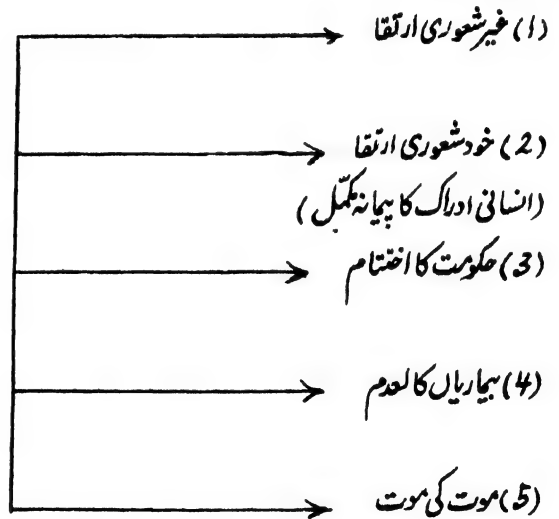 (1) غیر شعوری ارتقا
(2) خود شعوری ارتقا
(انسانی ادراک کا پیمانہ مکمّل)
(3) حکومت کا اختتام
(4) بیماریاں کالعدم
(5) موت کی موت